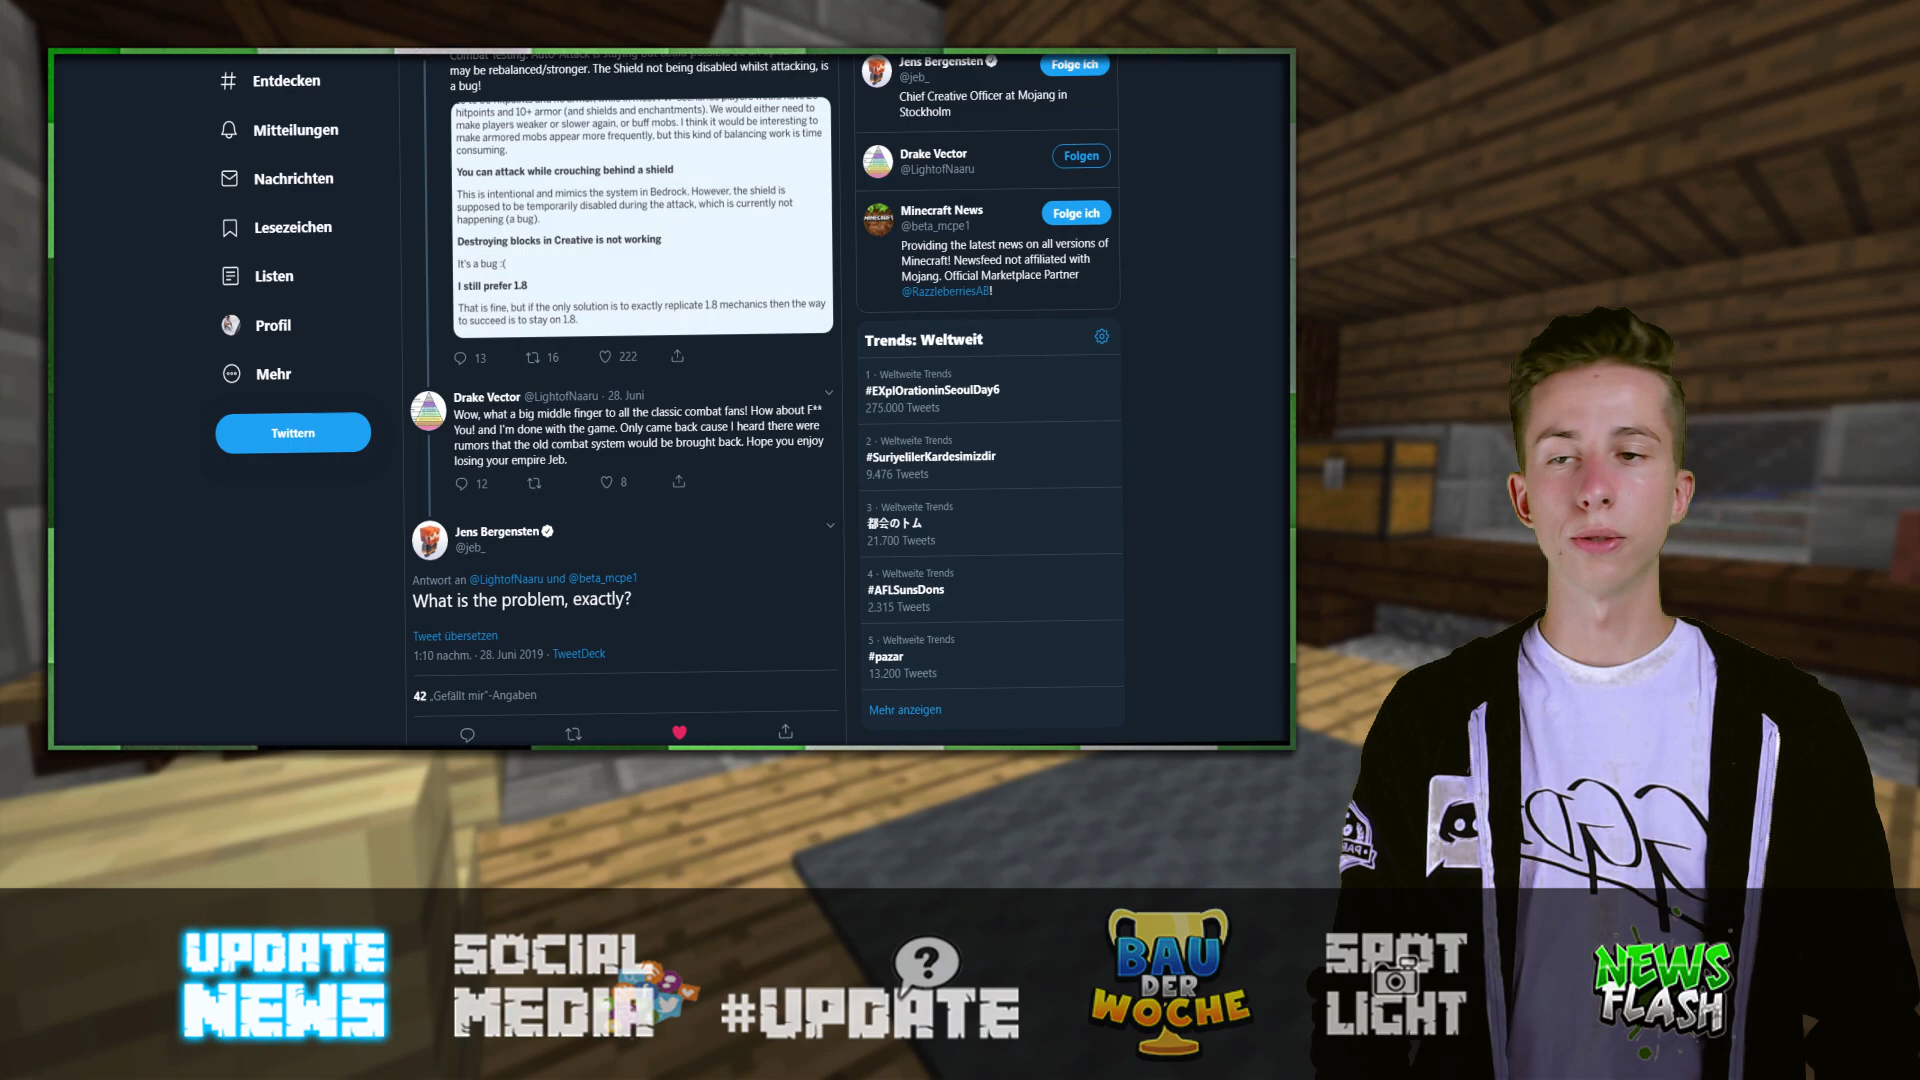 Entdecken
Mitteilungen
Nachrichten
Lesezeichen
Listen
Profil
Mehr
Twittern
may be rebalanced/stronger. The Shield not being disabled whilst attacking, is
a bug!
hitpoints and 10+ armor (and shields and enchantments). We would either need to
make players weaker or slower again, or buff mobs. I think it would be interesting to
make armored mobs appear more frequently, but this kind of balancing work is time
consuming.
You can attack while crouching behind a shield
This is intentional and mimics the system in Bedrock. However, the shield is
supposed to be temporarily disabled during the attack, which is currently not
happening (a bug).
Destroying blocks in Creative is not working
It's a bug :(
I still prefer 1.8
That is fine, but if the only solution is to exactly replicate 1.8 mechanics then the way
to succeed is to stay on 1.8.
13 16 222
Drake Vector @LightofNaaru · 28. Juni
Wow, what a big middle finger to all the classic combat fans! How about F**
You! and I'm done with the game. Only came back cause I heard there were
rumors that the old combat system would be brought back. Hope you enjoy
losing your empire Jeb.
12 8
Jens Bergensten
@jeb_
Antwort an @LightofNaaru und @beta_mcpe1
What is the problem, exactly?
Tweet übersetzen
1:10 nachm. · 28. Juni 2019 · TweetDeck
42 „Gefällt mir"-Angaben
Jens Bergensten
@jeb_
Folge ich
Chief Creative Officer at Mojang in
Stockholm
Drake Vector
@LightofNaaru
Folgen
Minecraft News
@beta_mcpe1
Folge ich
Providing the latest news on all versions of
Minecraft! Newsfeed not affiliated with
Mojang. Official Marketplace Partner
@RazzleberriesAB!
Trends: Weltweit
1 · Weltweite Trends
#EXplOrationinSeoulDay6
275.000 Tweets
2 · Weltweite Trends
#SuriyelilerKardesimizdir
9.476 Tweets
3 · Weltweite Trends
都会のトム
21.700 Tweets
4 · Weltweite Trends
#AFLSunsDons
2.315 Tweets
5 · Weltweite Trends
#pazar
13.200 Tweets
Mehr anzeigen
UPDATE
NEWS
SOCIAL
MEDIA
?
#UPDATE
BAU
DER
WOCHE
SPOT
LIGHT
NEWS
FLASH